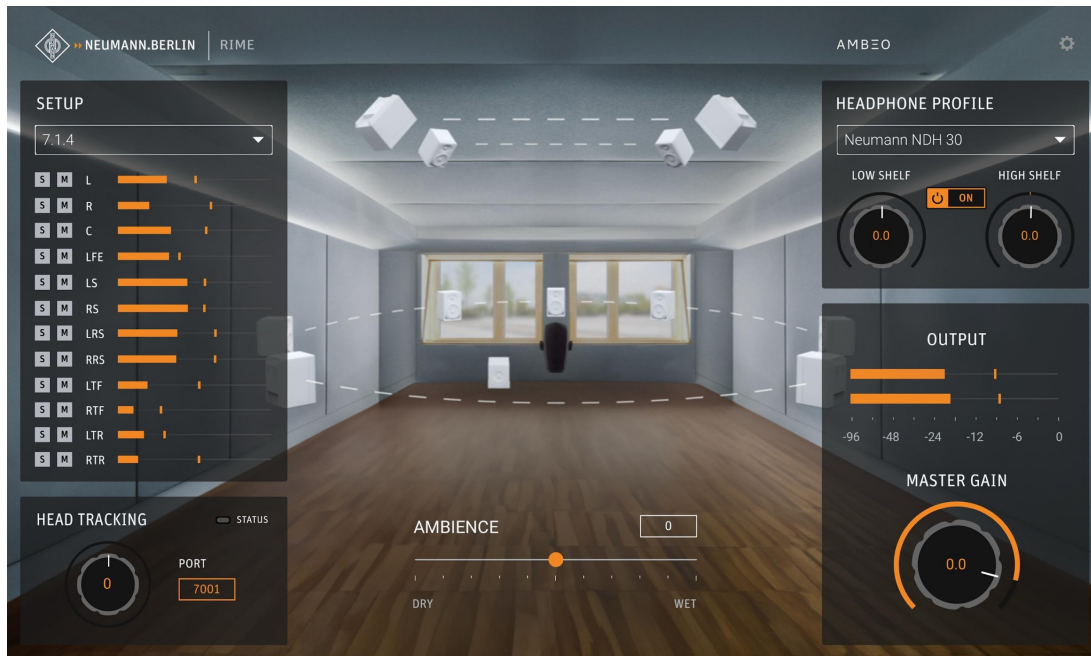 NEUMANN.BERLIN RIME
AMBEO
SETUP
7.1.4
S M L
S M R
S M C
S M LFE
S M LS
S M RS
S M LRS
S M RRS
S M LTF
S M RTF
S M LTR
S M RTR
HEAD TRACKING
STATUS
0
PORT
7001
AMBIENCE
0
DRY WET
HEADPHONE PROFILE
Neumann NDH 30
LOW SHELF HIGH SHELF
ON
0.0 0.0
OUTPUT
-96 -48 -24 -12 -6 0
MASTER GAIN
0.0